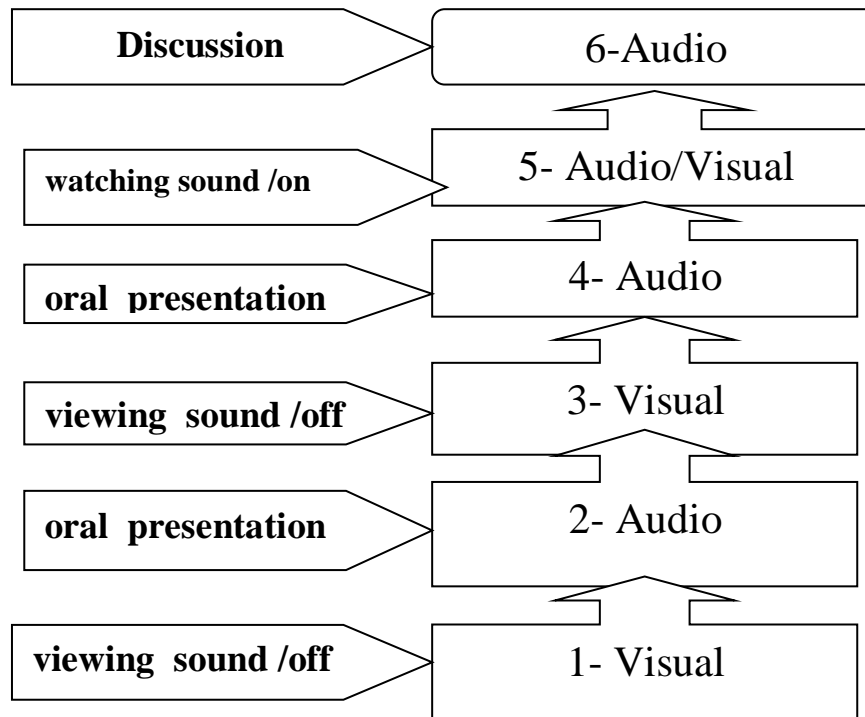 Discussion
6-Audio
watching sound /on
5- Audio/Visual
oral presentation
4- Audio
viewing sound /off
3- Visual
oral presentation
2- Audio
viewing sound /off
1- Visual